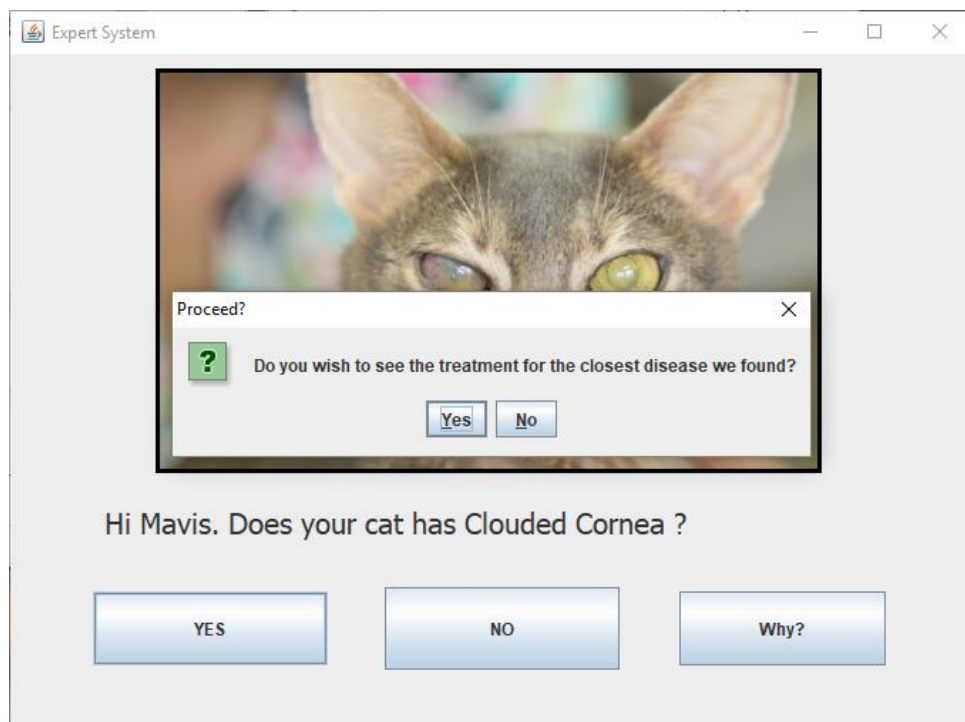 Expert System
Proceed?
?
Do you wish to see the treatment for the closest disease we found?
Yes
No
Hi Mavis. Does your cat has Clouded Cornea ?
YES
NO
Why?